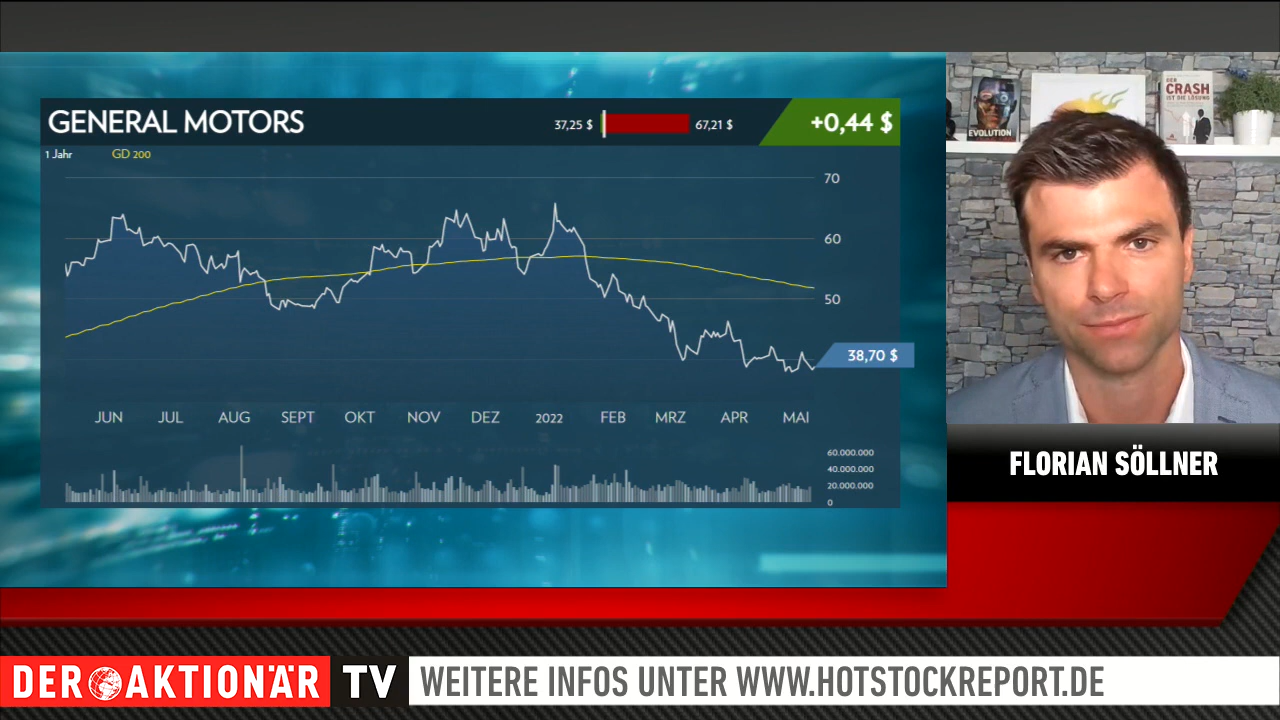 GENERAL MOTORS
37,25 $
67,21 $
+0,44 $
1 Jahr
GD 200
70
60
50
38,70 $
JUN JUL AUG SEPT OKT NOV DEZ 2022 FEB MRZ APR MAI
60.000.000
40.000.000
20.000.000
0
EVOLUTION
DER
CRASH
IST DIE LÖSUNG
FLORIAN SÖLLNER
DER AKTIONÄR TV
WEITERE INFOS UNTER WWW.HOTSTOCKREPORT.DE